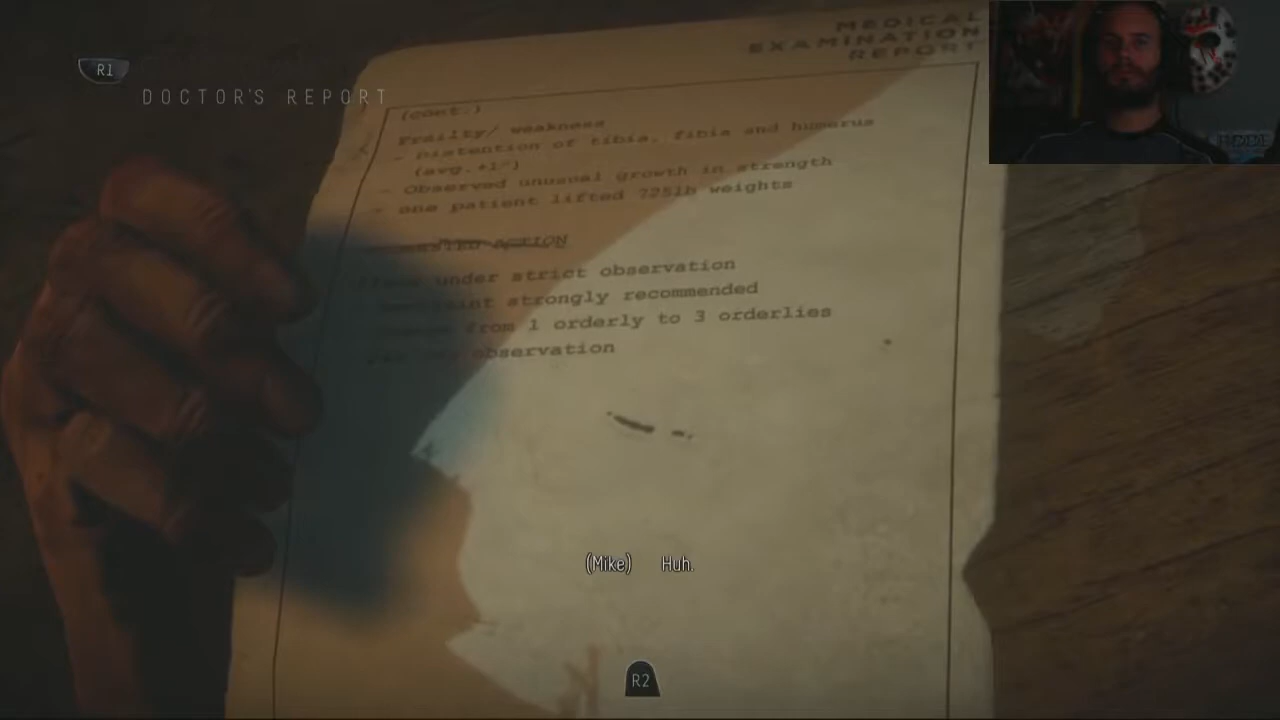 MEDICAL
EXAMINATION
REPORT
R1
DOCTOR'S REPORT
(cont.)
Frailty/ weakness
- Distention of tibia, fibia and humerus
(avg. +1")
- Observed unusual growth in strength
- one patient lifted 725lb weights
ACTION
under strict observation
strongly recommended
from 1 orderly to 3 orderlies
observation
(Mike) Huh.
R2